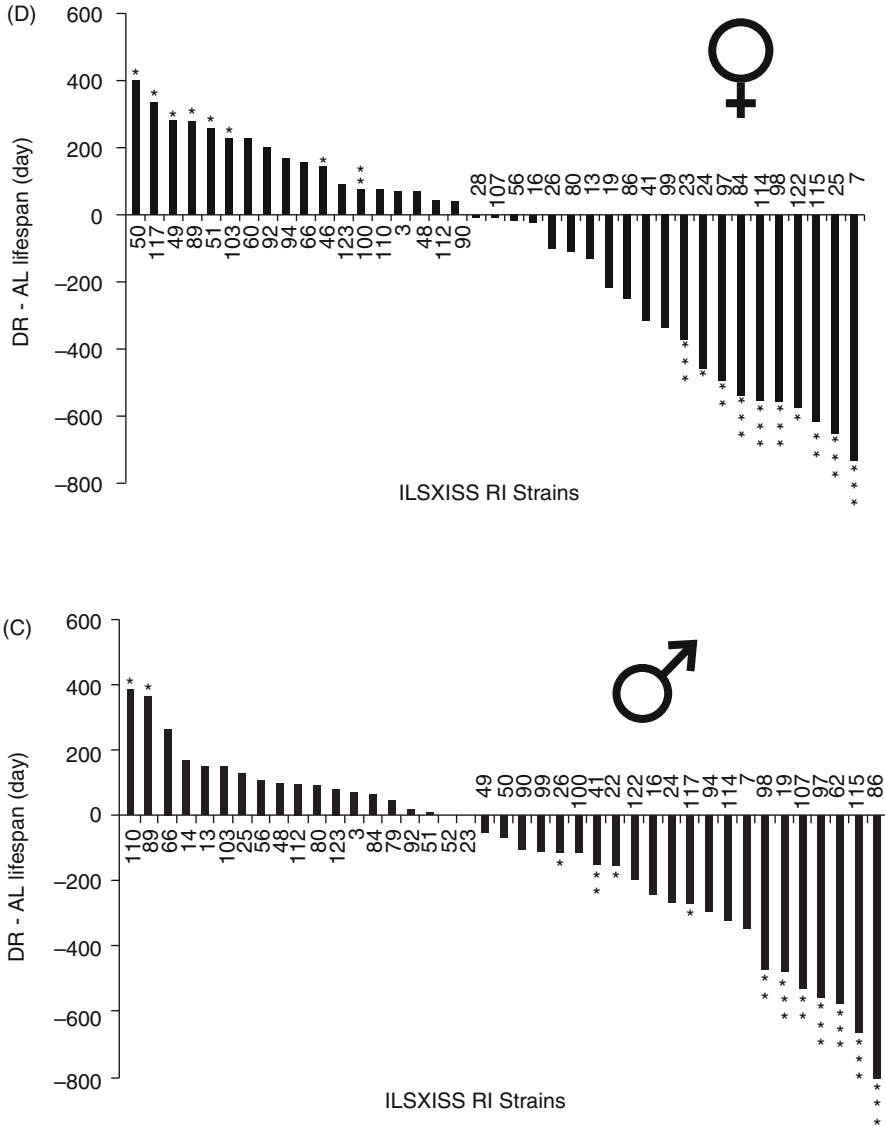 (D)
600
400
200
0
−200
−400
−600
−800
DR - AL lifespan (day)
* * * * * * * * *
28 107 56 16 26 80 13 19 86 41 99 23 24 97 84 114 98 122 115 25 7
50 117 49 89 51 103 60 92 94 66 46 123 100 110 3 48 112 90
* * * * * * * * * * * * * * * * * * * * * * * *
ILSXISS RI Strains
(C)
600
400
200
0
−200
−400
−600
−800
DR - AL lifespan (day)
* *
49 50 90 99 26 100 41 22 122 16 24 117 94 114 7 98 19 107 97 62 115 86
110 89 66 14 13 103 25 56 48 112 80 123 3 84 79 92 51 52 23
* * * * * * * * * * * * * * * * * * * * * *
* *
ILSXISS RI Strains